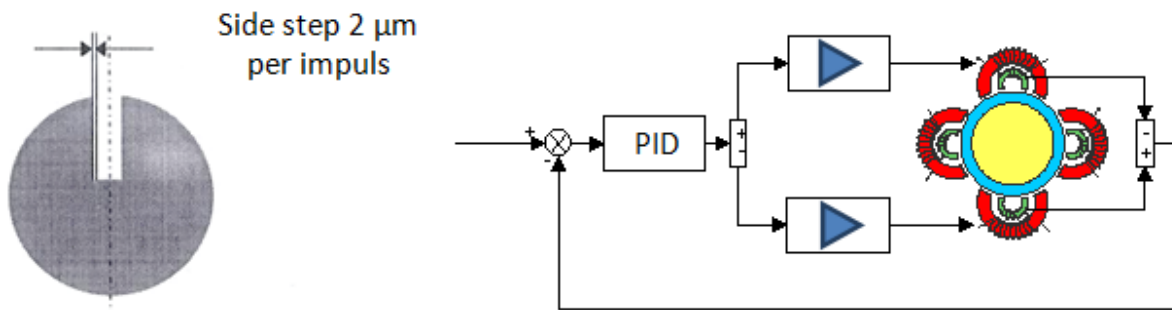 Side step 2 µm
per impuls
+
-
PID
+
-
-
+